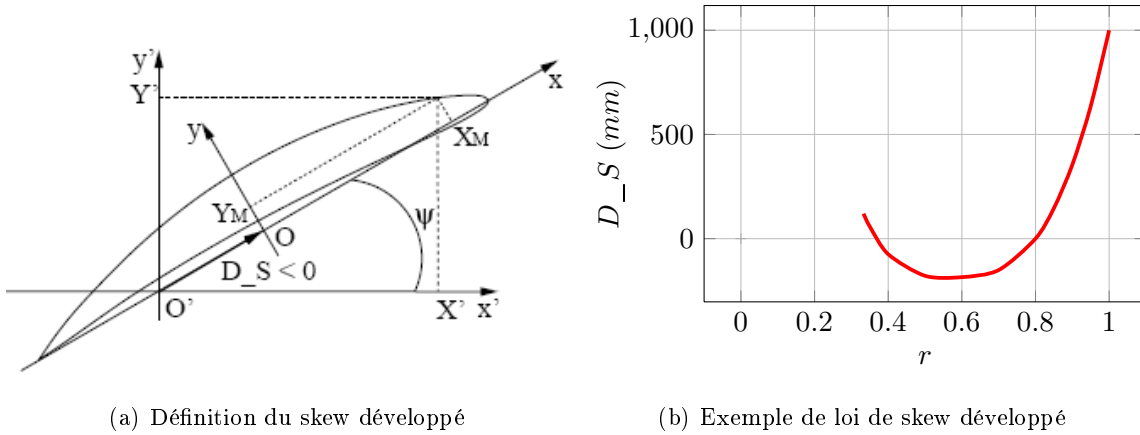 y'
Y'
x
y
X_M
Y_M
O
ψ
D_S < 0
O'
X'
x'
1,000
500
0
D_S (mm)
0
0.2
0.4
0.6
0.8
1
r
(a) Définition du skew développé
(b) Exemple de loi de skew développé